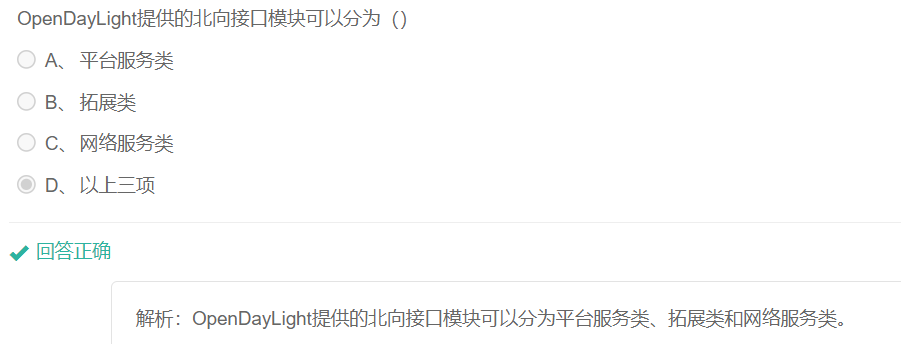 OpenDayLight提供的北向接口模块可以分为（）
A、 平台服务类
B、 拓展类
C、 网络服务类
D、 以上三项
回答正确
解析：OpenDayLight提供的北向接口模块可以分为平台服务类、拓展类和网络服务类。